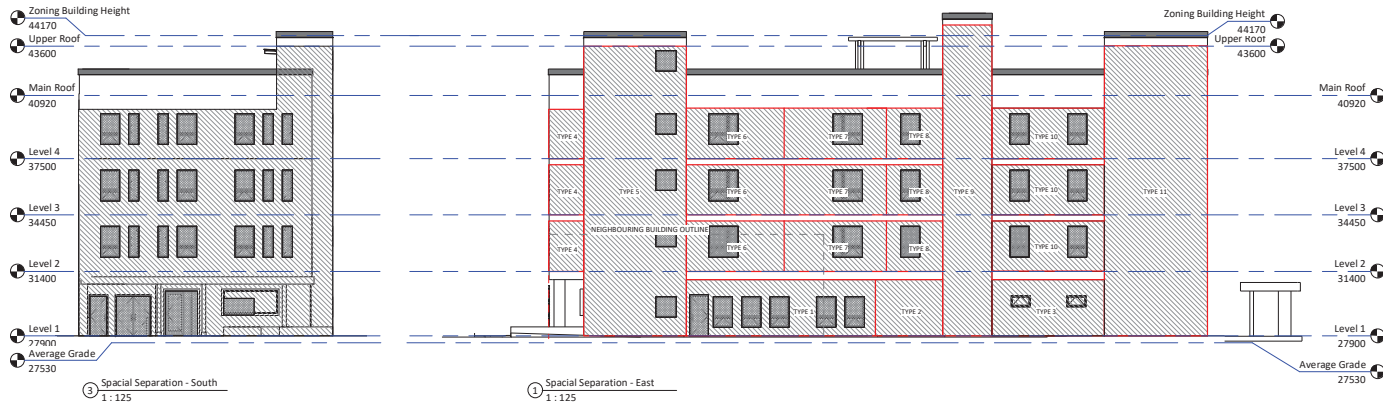 Zoning Building Height
44170
Upper Roof
43600
Main Roof
40920
Level 4
37500
Level 3
34450
Level 2
31400
Level 1
27900
Average Grade
27530
3 Spacial Separation - South
1 : 125
TYPE 4
TYPE 6
TYPE 7
TYPE 8
TYPE 10
TYPE 4
TYPE 5
TYPE 6
TYPE 7
TYPE 8
TYPE 9
TYPE 10
TYPE 11
NEIGHBOURING BUILDING OUTLINE
TYPE 4
TYPE 6
TYPE 7
TYPE 8
TYPE 10
TYPE 1
TYPE 2
TYPE 3
1 Spacial Separation - East
1 : 125
Zoning Building Height
44170
Upper Roof
43600
Main Roof
40920
Level 4
37500
Level 3
34450
Level 2
31400
Level 1
27900
Average Grade
27530